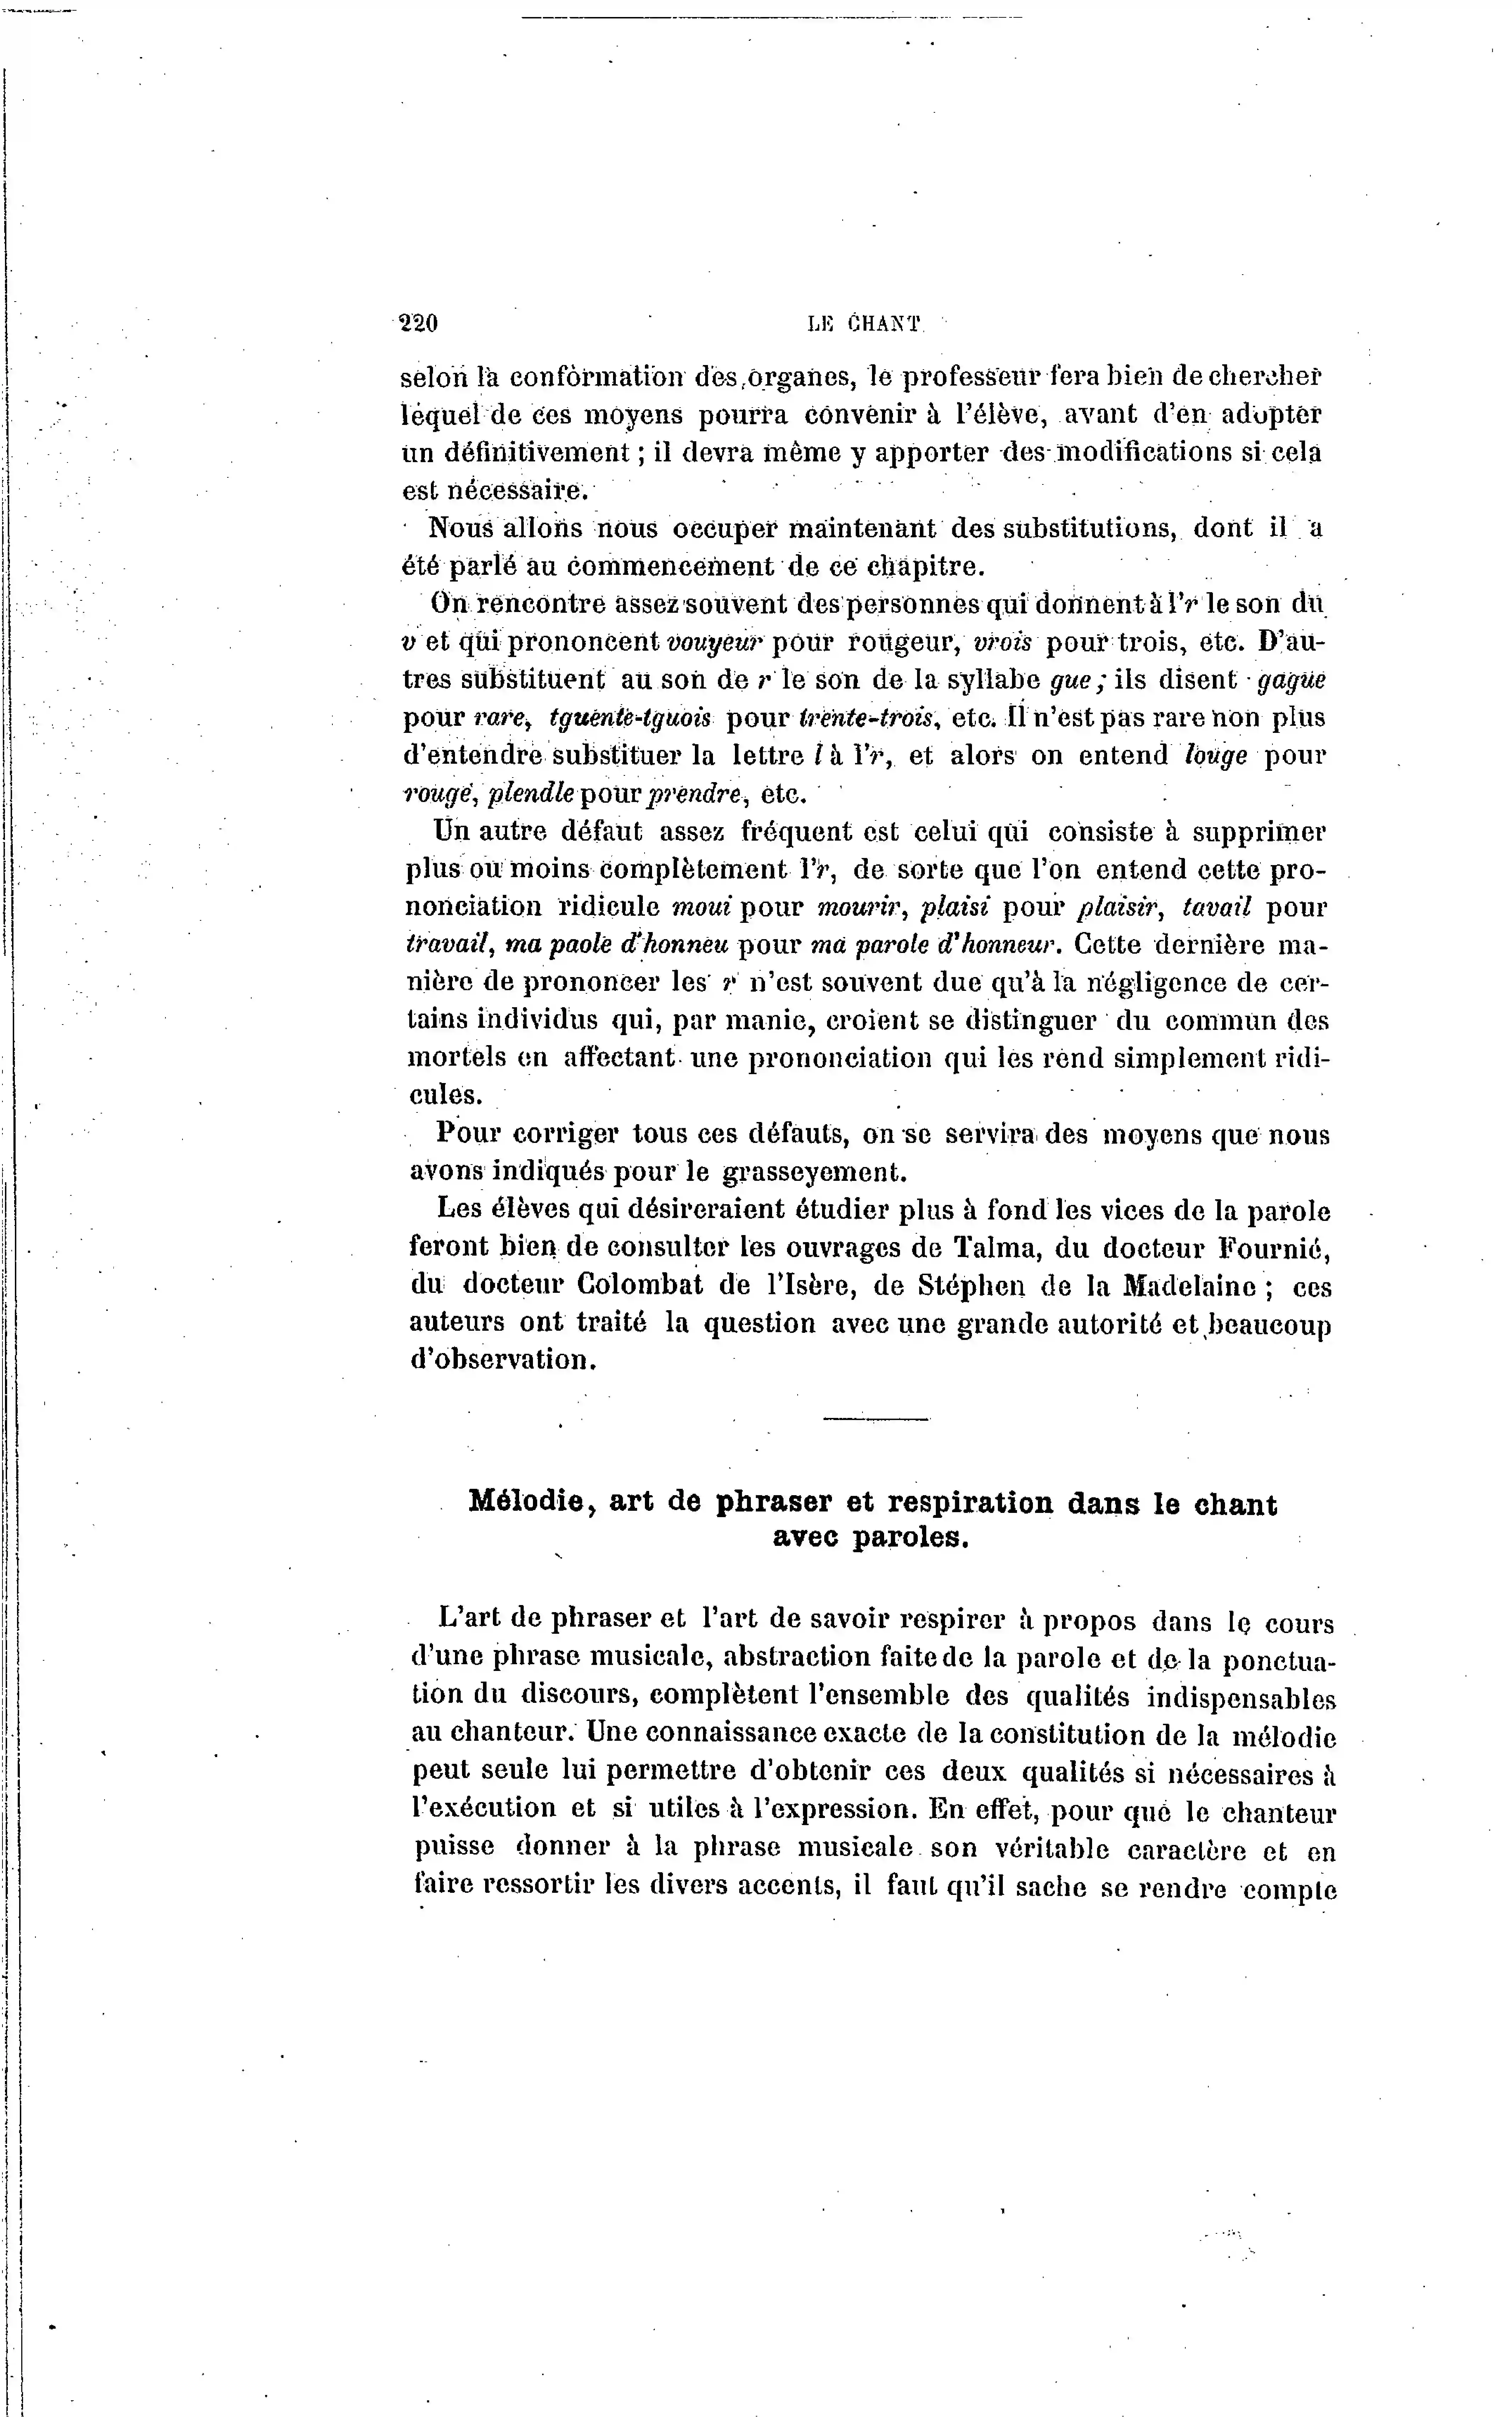 220 LE CHANT
selon la conformation des organes, le professeur fera bien de chercher
lequel de ces moyens pourra convenir à l'élève, avant d'en adopter
un définitivement ; il devra même y apporter des modifications si cela
est nécessaire.
Nous allons nous occuper maintenant des substitutions, dont il a
été parlé au commencement de ce chapitre.
On rencontre assez souvent des personnes qui donnent à l'r le son du
v et qui prononcent vouyeur pour rougeur, vrois pour trois, etc. D'au-
tres substituent au son de r le son de la syllabe gue ; ils disent gague
pour rare, tguente-tguois pour trente-trois, etc. Il n'est pas rare non plus
d'entendre substituer la lettre l à l'r, et alors on entend louge pour
rouge, plendle pour prendre, etc.
Un autre défaut assez fréquent est celui qui consiste à supprimer
plus ou moins complètement l'r, de sorte que l'on entend cette pro-
nonciation ridicule moui pour mourir, plaisi pour plaisir, tavail pour
travail, ma paole d'honneu pour ma parole d'honneur. Cette dernière ma-
nière de prononcer les r n'est souvent due qu'à la négligence de cer-
tains individus qui, par manie, croient se distinguer du commun des
mortels en affectant une prononciation qui les rend simplement ridi-
cules.
Pour corriger tous ces défauts, on se servira des moyens que nous
avons indiqués pour le grasseyement.
Les élèves qui désireraient étudier plus à fond les vices de la parole
feront bien de consulter les ouvrages de Talma, du docteur Fournié,
du docteur Colombat de l'Isère, de Stéphen de la Madelaine ; ces
auteurs ont traité la question avec une grande autorité et beaucoup
d'observation.
Mélodie, art de phraser et respiration dans le chant
avec paroles.
L'art de phraser et l'art de savoir respirer à propos dans le cours
d'une phrase musicale, abstraction faite de la parole et de la ponctua-
tion du discours, complètent l'ensemble des qualités indispensables
au chanteur. Une connaissance exacte de la constitution de la mélodie
peut seule lui permettre d'obtenir ces deux qualités si nécessaires à
l'exécution et si utiles à l'expression. En effet, pour que le chanteur
puisse donner à la phrase musicale son véritable caractère et en
faire ressortir les divers accents, il faut qu'il sache se rendre compte